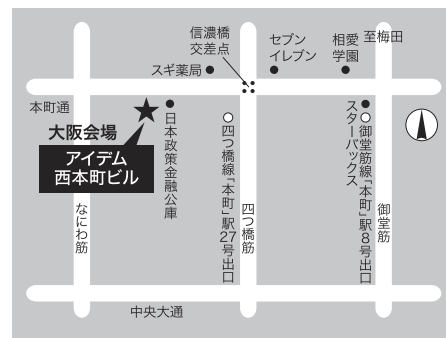 信濃橋
交差点
セブン
イレブン
相愛
学園
至梅田
スギ薬局
本町通
大阪会場
アイデム
西本町ビル
日本政策金融公庫
四つ橋線「本町」駅27号出口
スターバックス
御堂筋線「本町」駅8号出口
なにわ筋
四つ橋筋
御堂筋
中央大通